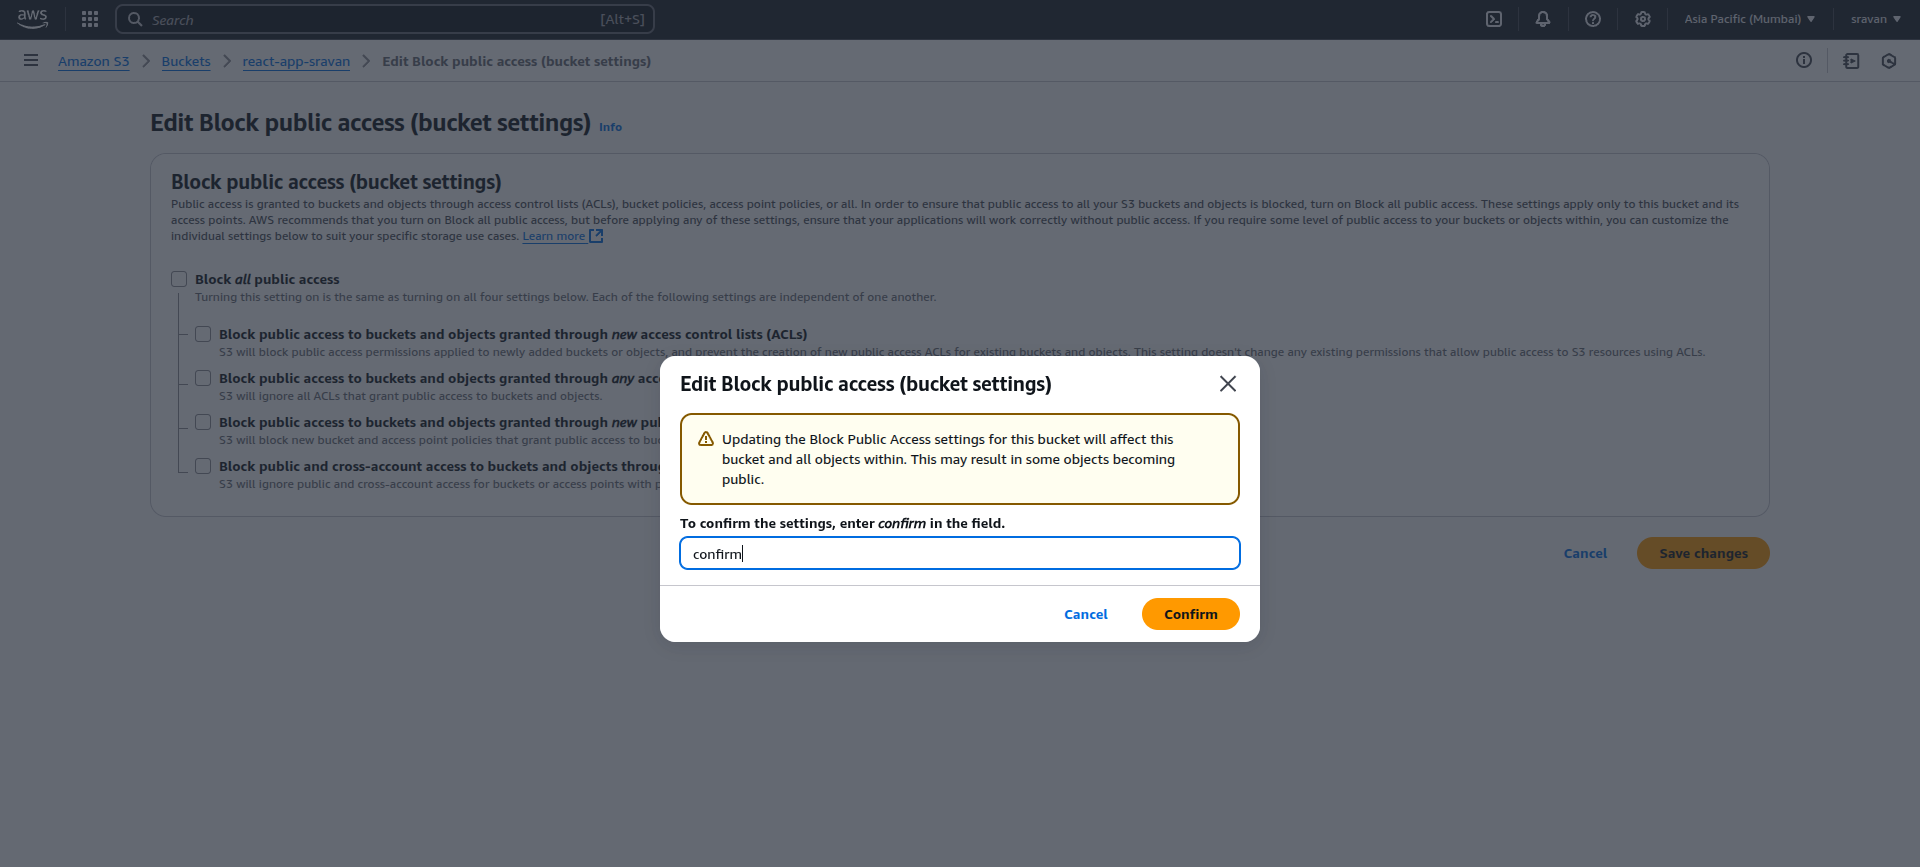 aws
Search
[Alt+S]
Asia Pacific (Mumbai)
sravan
Amazon S3
Buckets
react-app-sravan
Edit Block public access (bucket settings)
Edit Block public access (bucket settings)
Info
Block public access (bucket settings)
Public access is granted to buckets and objects through access control lists (ACLs), bucket policies, access point policies, or all. In order to ensure that public access to all your S3 buckets and objects is blocked, turn on Block all public access. These settings apply only to this bucket and its
access points. AWS recommends that you turn on Block all public access, but before applying any of these settings, ensure that your applications will work correctly without public access. If you require some level of public access to your buckets or objects within, you can customize the
individual settings below to suit your specific storage use cases. Learn more
Block all public access
Turning this setting on is the same as turning on all four settings below. Each of the following settings are independent of one another.
Block public access to buckets and objects granted through new access control lists (ACLs)
S3 will block public access permissions applied to newly added buckets or objects, and prevent the creation of new public access ACLs for existing buckets and objects. This setting doesn't change any existing permissions that allow public access to S3 resources using ACLs.
Block public access to buckets and objects granted through any acc
S3 will ignore all ACLs that grant public access to buckets and objects.
Block public access to buckets and objects granted through new pu
S3 will block new bucket and access point policies that grant public access to bu
Block public and cross-account access to buckets and objects throu
S3 will ignore public and cross-account access for buckets or access points with p
Cancel
Save changes
Edit Block public access (bucket settings)
Updating the Block Public Access settings for this bucket will affect this
bucket and all objects within. This may result in some objects becoming
public.
To confirm the settings, enter confirm in the field.
confirm
Cancel
Confirm